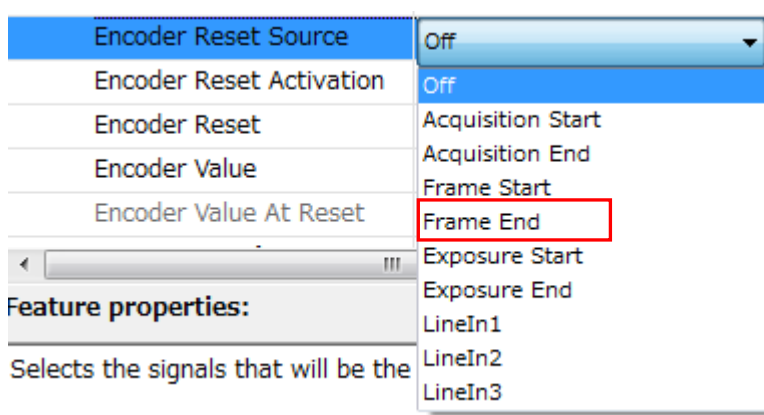 Encoder Reset Source
Off
Encoder Reset Activation
Off
Encoder Reset
Acquisition Start
Encoder Value
Acquisition End
Encoder Value At Reset
Frame Start
Frame End
Exposure Start
Exposure End
LineIn1
LineIn2
LineIn3
Feature properties:
Selects the signals that will be the